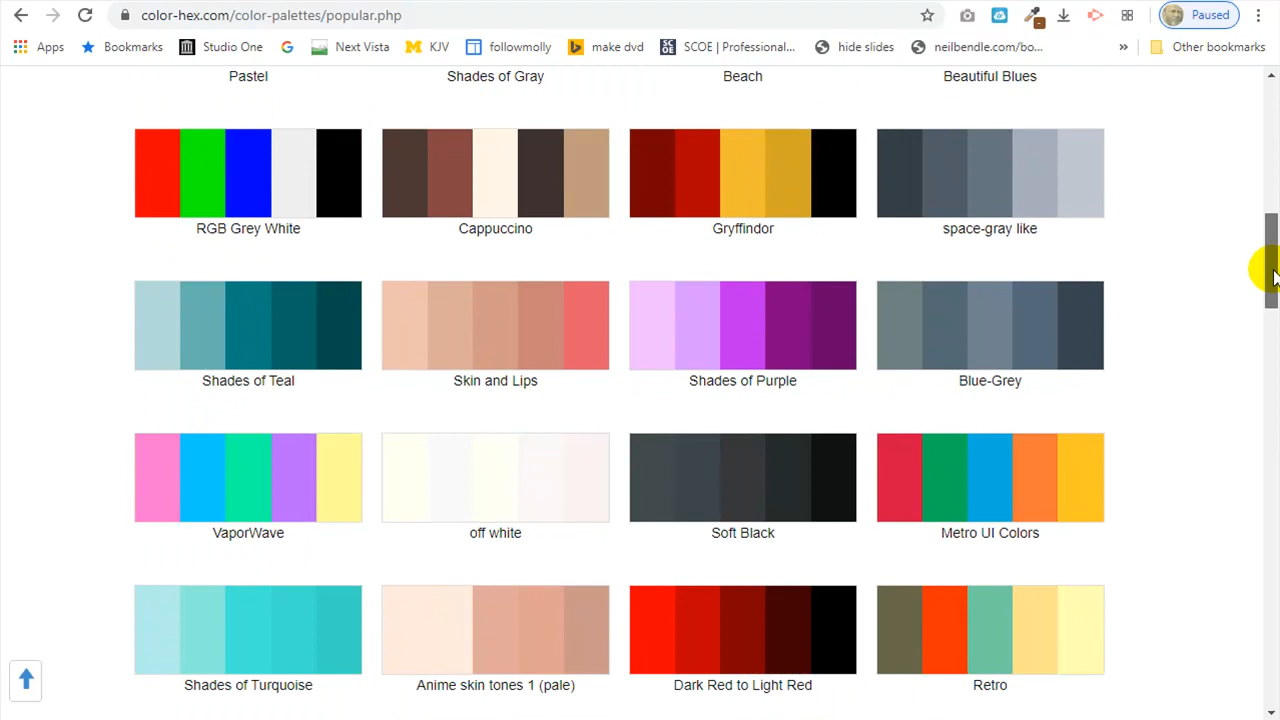 color-hex.com/color-palettes/popular.php
Paused
Apps Bookmarks Studio One Next Vista KJV followmolly make dvd SCOE | Professional... hide slides neilbendle.com/bo... » Other bookmarks
Pastel Shades of Gray Beach Beautiful Blues
RGB Grey White Cappuccino Gryffindor space-gray like
Shades of Teal Skin and Lips Shades of Purple Blue-Grey
VaporWave off white Soft Black Metro UI Colors
Shades of Turquoise Anime skin tones 1 (pale) Dark Red to Light Red Retro